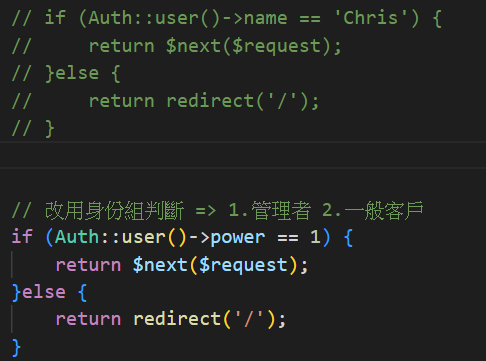 // if (Auth::user()->name == 'Chris') {
//     return $next($request);
// }else {
//     return redirect('/');
// }
// 改用身份組判斷 => 1.管理者 2.一般客戶
if (Auth::user()->power == 1) {
    return $next($request);
}else {
    return redirect('/');
}